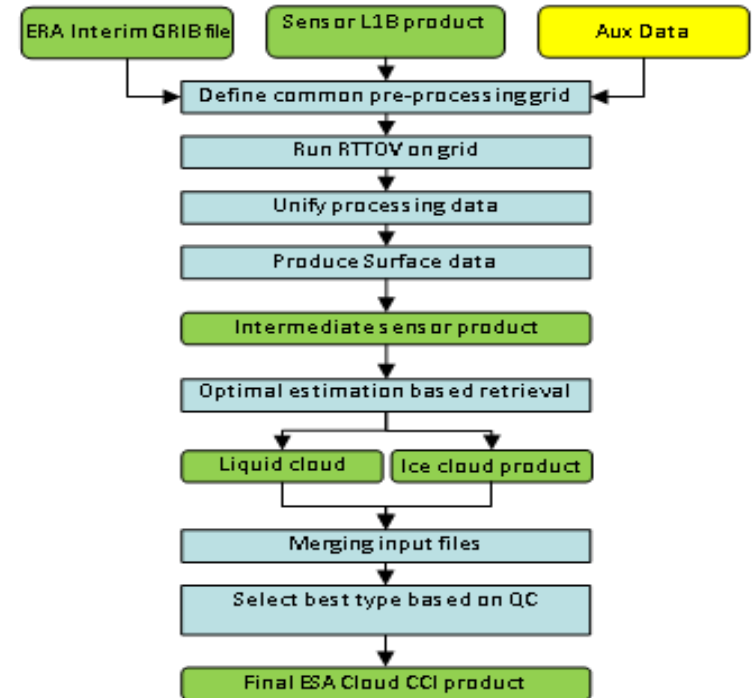 ERA Interim GRIB file
Sensor L1B product
Aux Data
Define common pre-processing grid
Run RTTOV on grid
Unify processing data
Produce Surface data
Intermediate sensor product
Optimal estimation based retrieval
Liquid cloud
Ice cloud product
Merging input files
Select best type based on QC
Final ESA Cloud CCI product